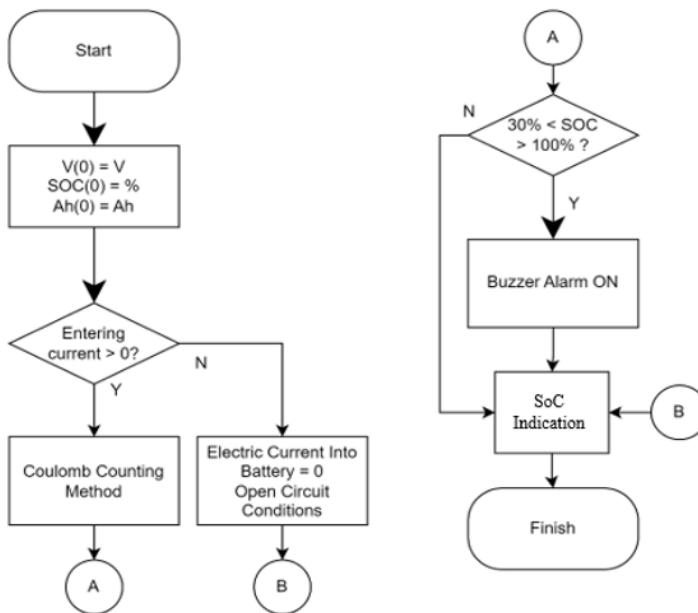 Start
V(0) = V
SOC(0) = %
Ah(0) = Ah
Entering
current > 0?
N
Y
Coulomb Counting
Method
Electric Current Into
Battery = 0
Open Circuit
Conditions
A
B
A
N
30% < SOC
> 100% ?
Y
Buzzer Alarm ON
SoC
Indication
B
Finish